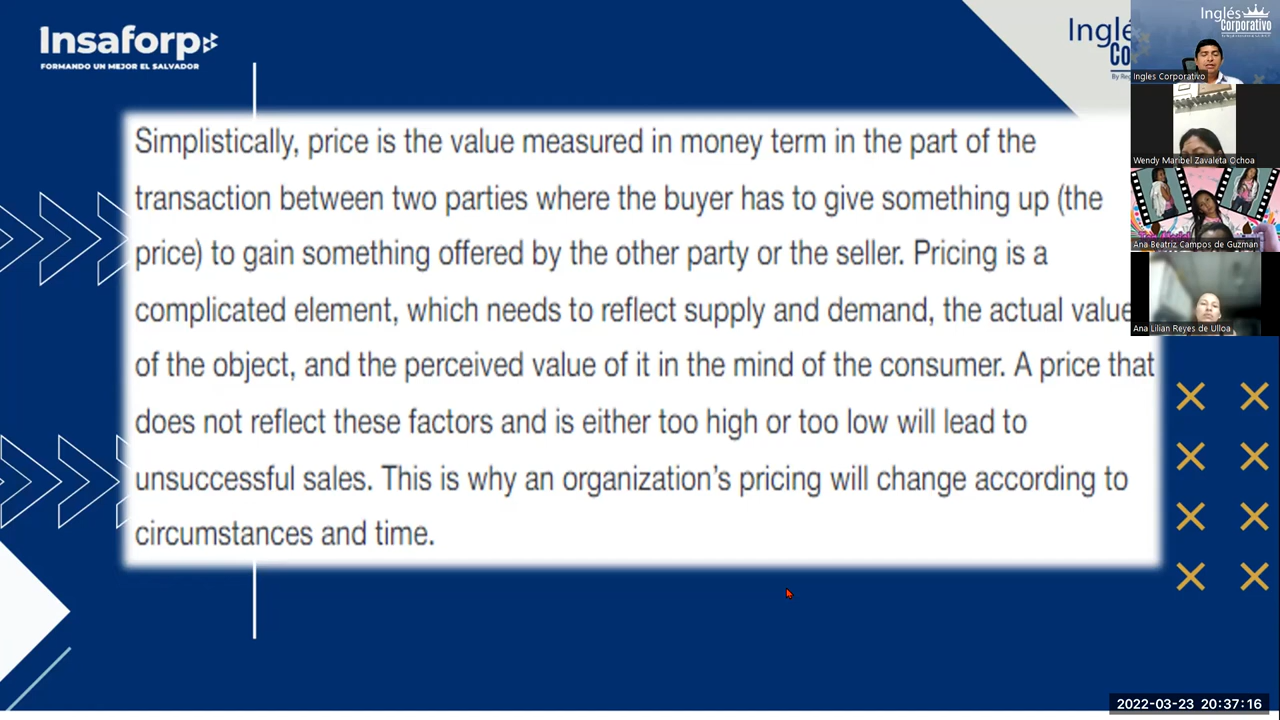 Insaforp
FORMANDO UN MEJOR EL SALVADOR
Inglé
Co
By Reg
Inglés
Corporativo
Ingles Corporativo
Wendy Maribel Zavaleta Ochoa
Ana Beatriz Campos de Guzman
Ana Lilian Reyes de Ulloa
Simplistically, price is the value measured in money term in the part of the
transaction between two parties where the buyer has to give something up (the
price) to gain something offered by the other party or the seller. Pricing is a
complicated element, which needs to reflect supply and demand, the actual value
of the object, and the perceived value of it in the mind of the consumer. A price that
does not reflect these factors and is either too high or too low will lead to
unsuccessful sales. This is why an organization's pricing will change according to
circumstances and time.
2022-03-23 20:37:16